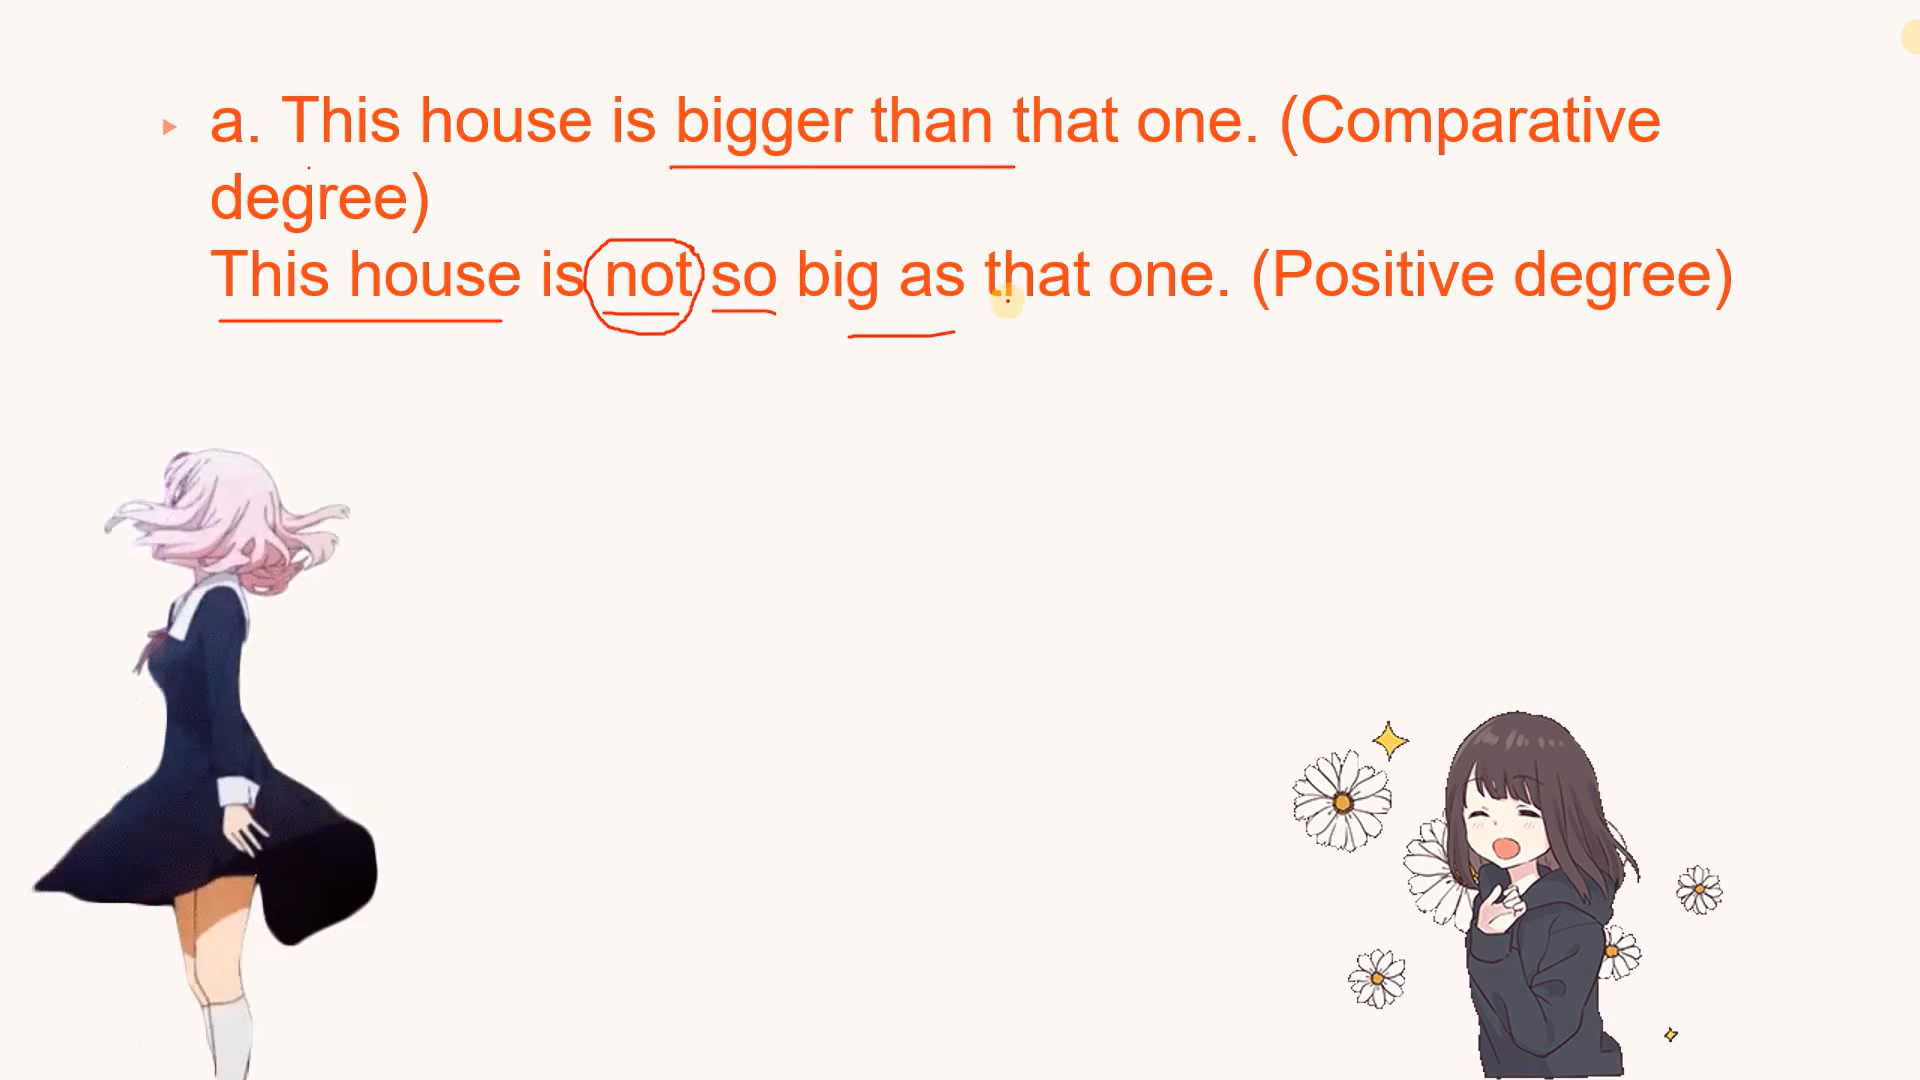 a. This house is bigger than that one. (Comparative
degree)
This house is not so big as that one. (Positive degree)